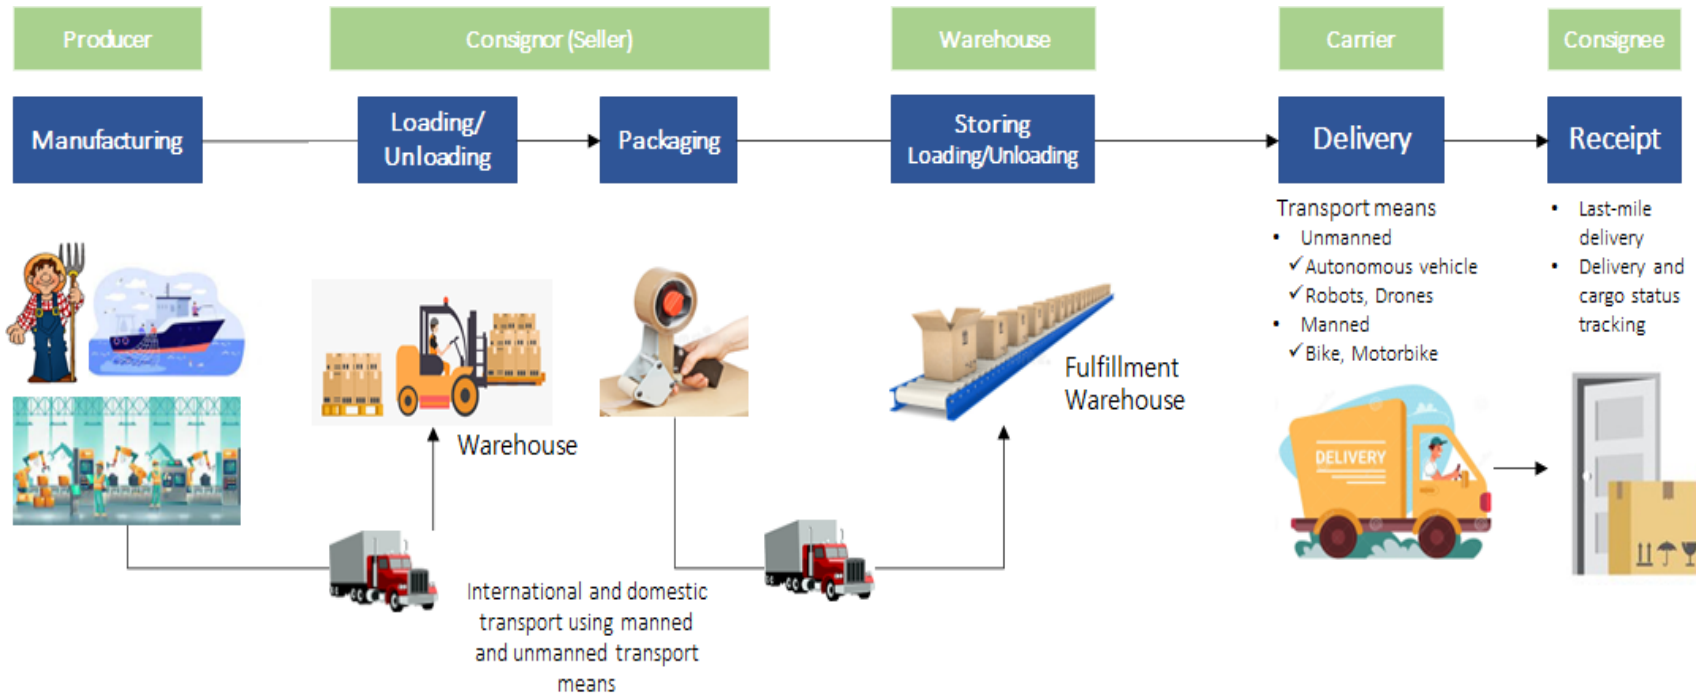 Producer
Consignor (Seller)
Warehouse
Carrier
Consignee
Manufacturing
Loading/
Unloading
Packaging
Storing
Loading/Unloading
Delivery
Receipt
Transport means
• Unmanned
✓Autonomous vehicle
✓Robots, Drones
• Manned
✓Bike, Motorbike
• Last-mile
delivery
• Delivery and
cargo status
tracking
Warehouse
Fulfillment
Warehouse
DELIVERY
International and domestic
transport using manned
and unmanned transport
means